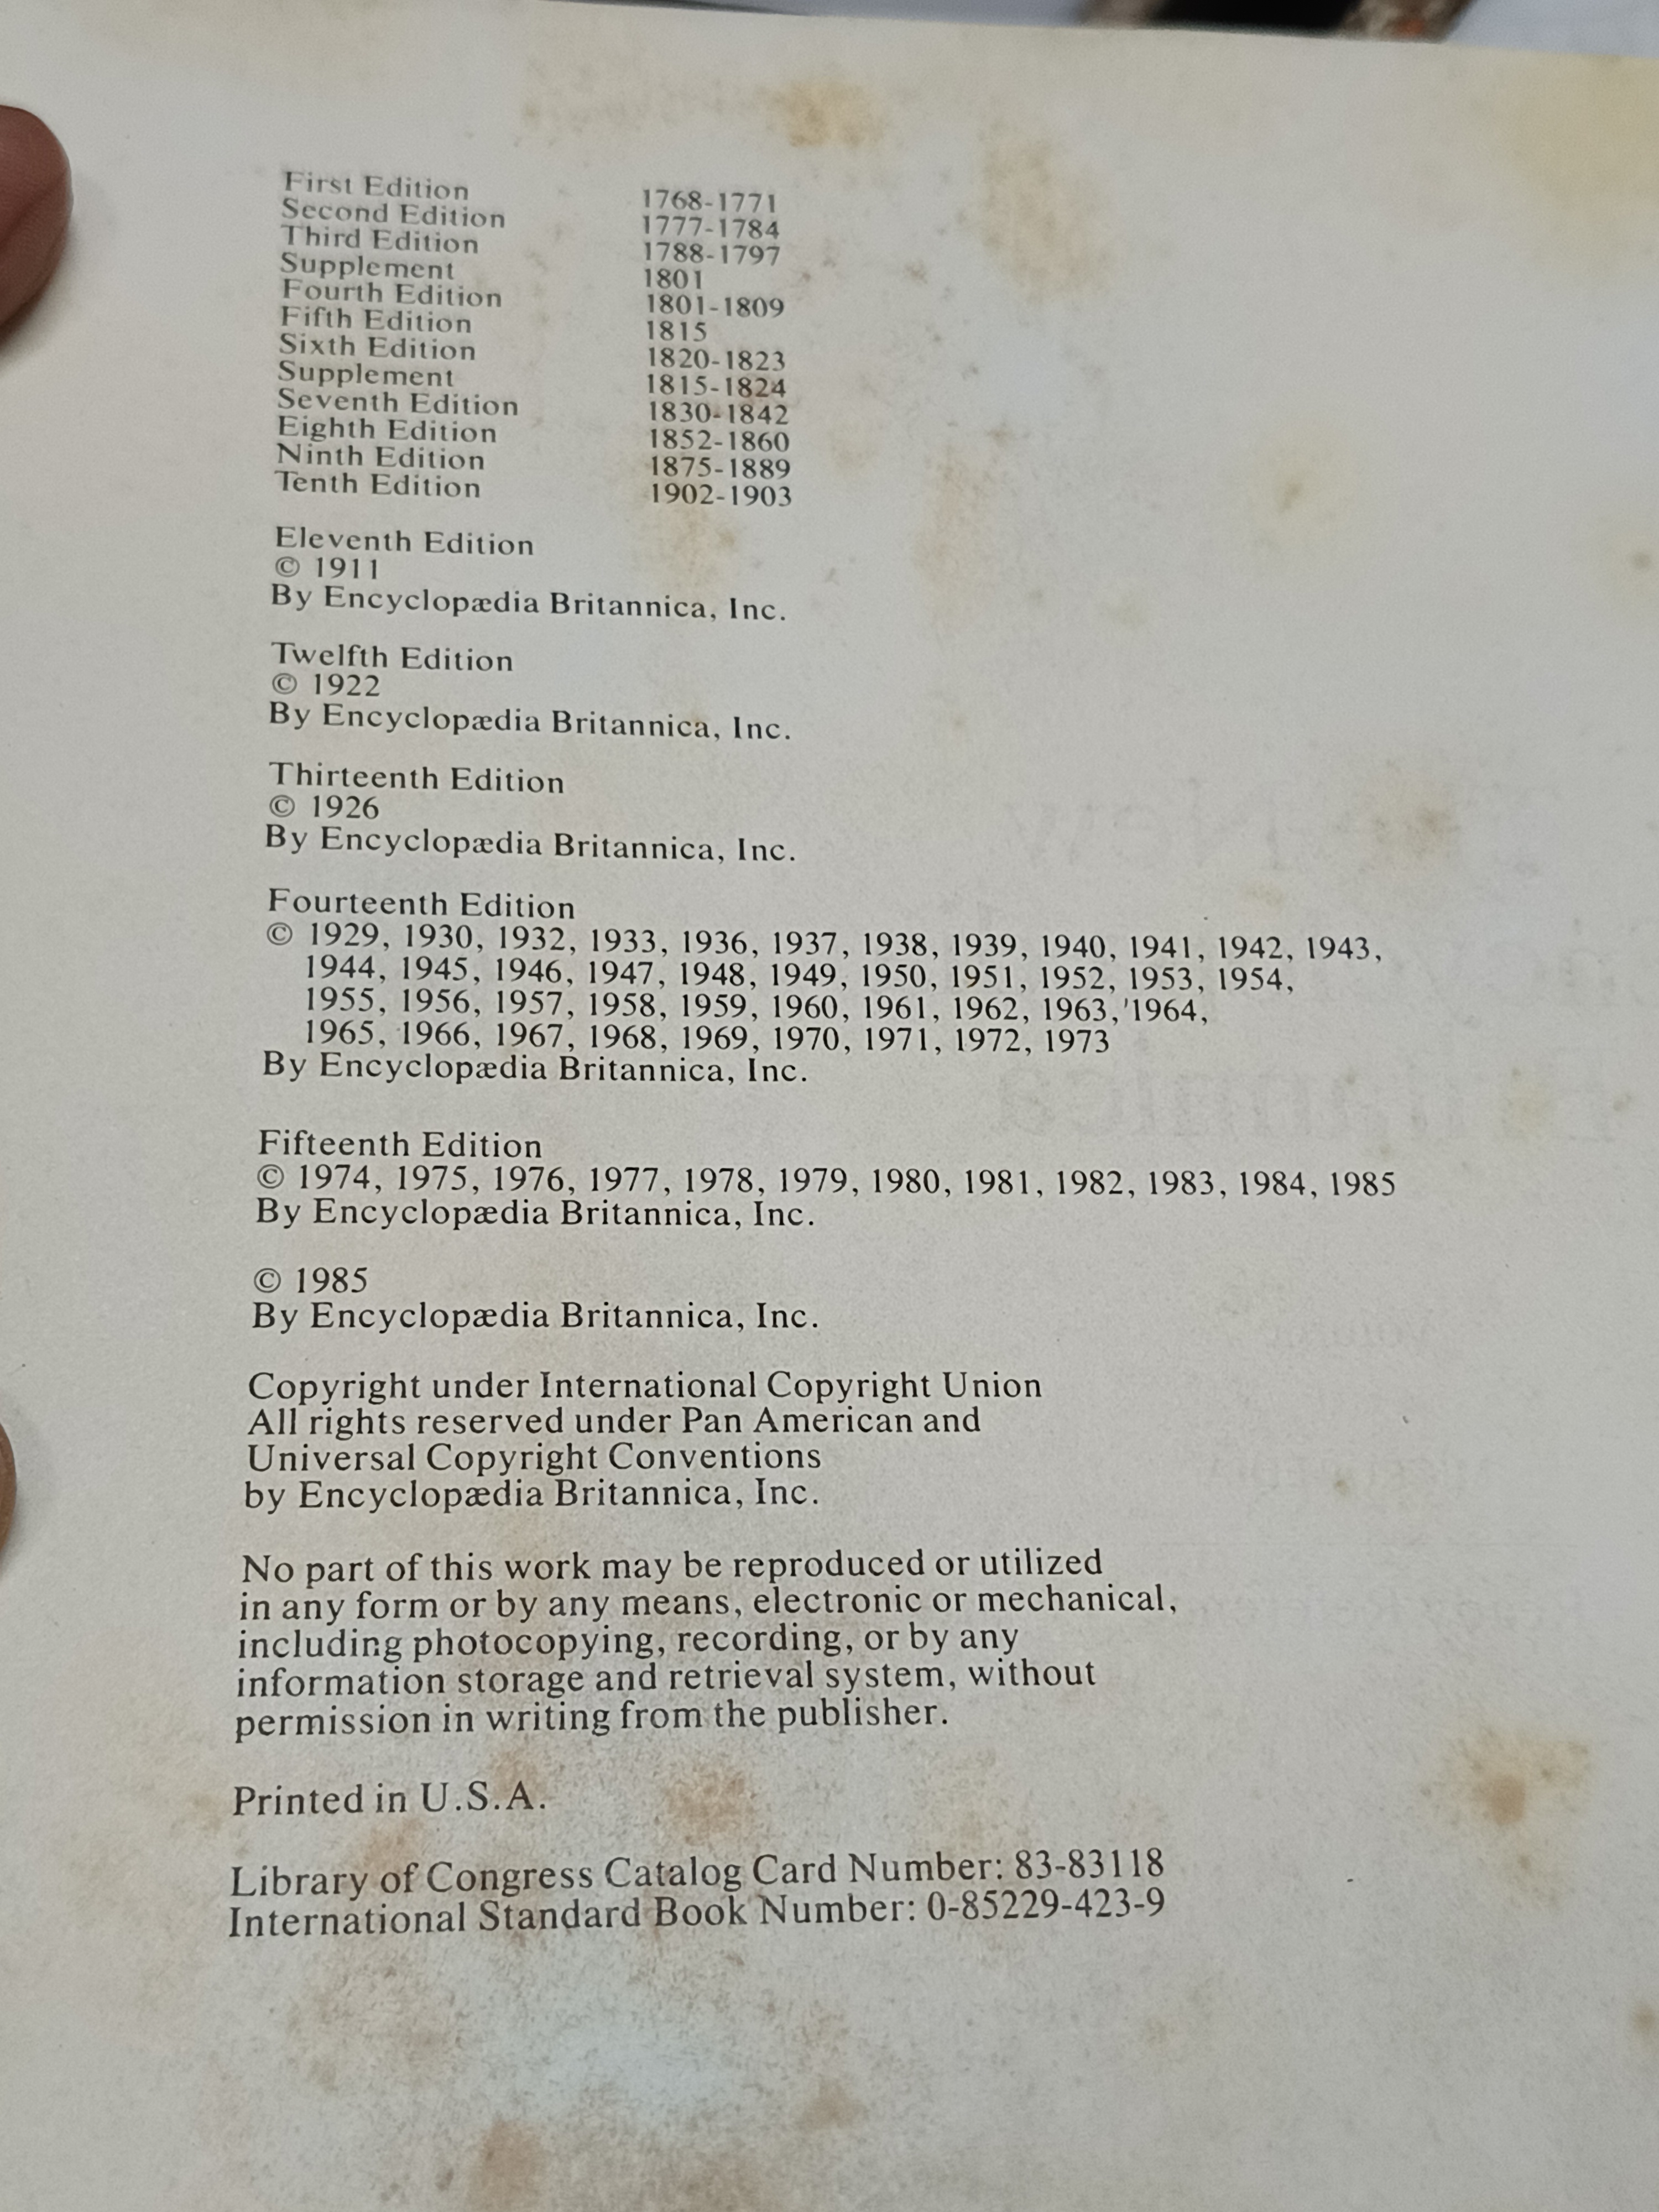 First Edition 1768-1771
Second Edition 1777-1784
Third Edition 1788-1797
Supplement 1801
Fourth Edition 1801-1809
Fifth Edition 1815
Sixth Edition 1820-1823
Supplement 1815-1824
Seventh Edition 1830-1842
Eighth Edition 1852-1860
Ninth Edition 1875-1889
Tenth Edition 1902-1903
Eleventh Edition
© 1911
By Encyclopædia Britannica, Inc.
Twelfth Edition
© 1922
By Encyclopædia Britannica, Inc.
Thirteenth Edition
© 1926
By Encyclopædia Britannica, Inc.
Fourteenth Edition
© 1929, 1930, 1932, 1933, 1936, 1937, 1938, 1939, 1940, 1941, 1942, 1943,
1944, 1945, 1946, 1947, 1948, 1949, 1950, 1951, 1952, 1953, 1954,
1955, 1956, 1957, 1958, 1959, 1960, 1961, 1962, 1963, 1964,
1965, 1966, 1967, 1968, 1969, 1970, 1971, 1972, 1973
By Encyclopædia Britannica, Inc.
Fifteenth Edition
© 1974, 1975, 1976, 1977, 1978, 1979, 1980, 1981, 1982, 1983, 1984, 1985
By Encyclopædia Britannica, Inc.
© 1985
By Encyclopædia Britannica, Inc.
Copyright under International Copyright Union
All rights reserved under Pan American and
Universal Copyright Conventions
by Encyclopædia Britannica, Inc.
No part of this work may be reproduced or utilized
in any form or by any means, electronic or mechanical,
including photocopying, recording, or by any
information storage and retrieval system, without
permission in writing from the publisher.
Printed in U.S.A.
Library of Congress Catalog Card Number: 83-83118
International Standard Book Number: 0-85229-423-9